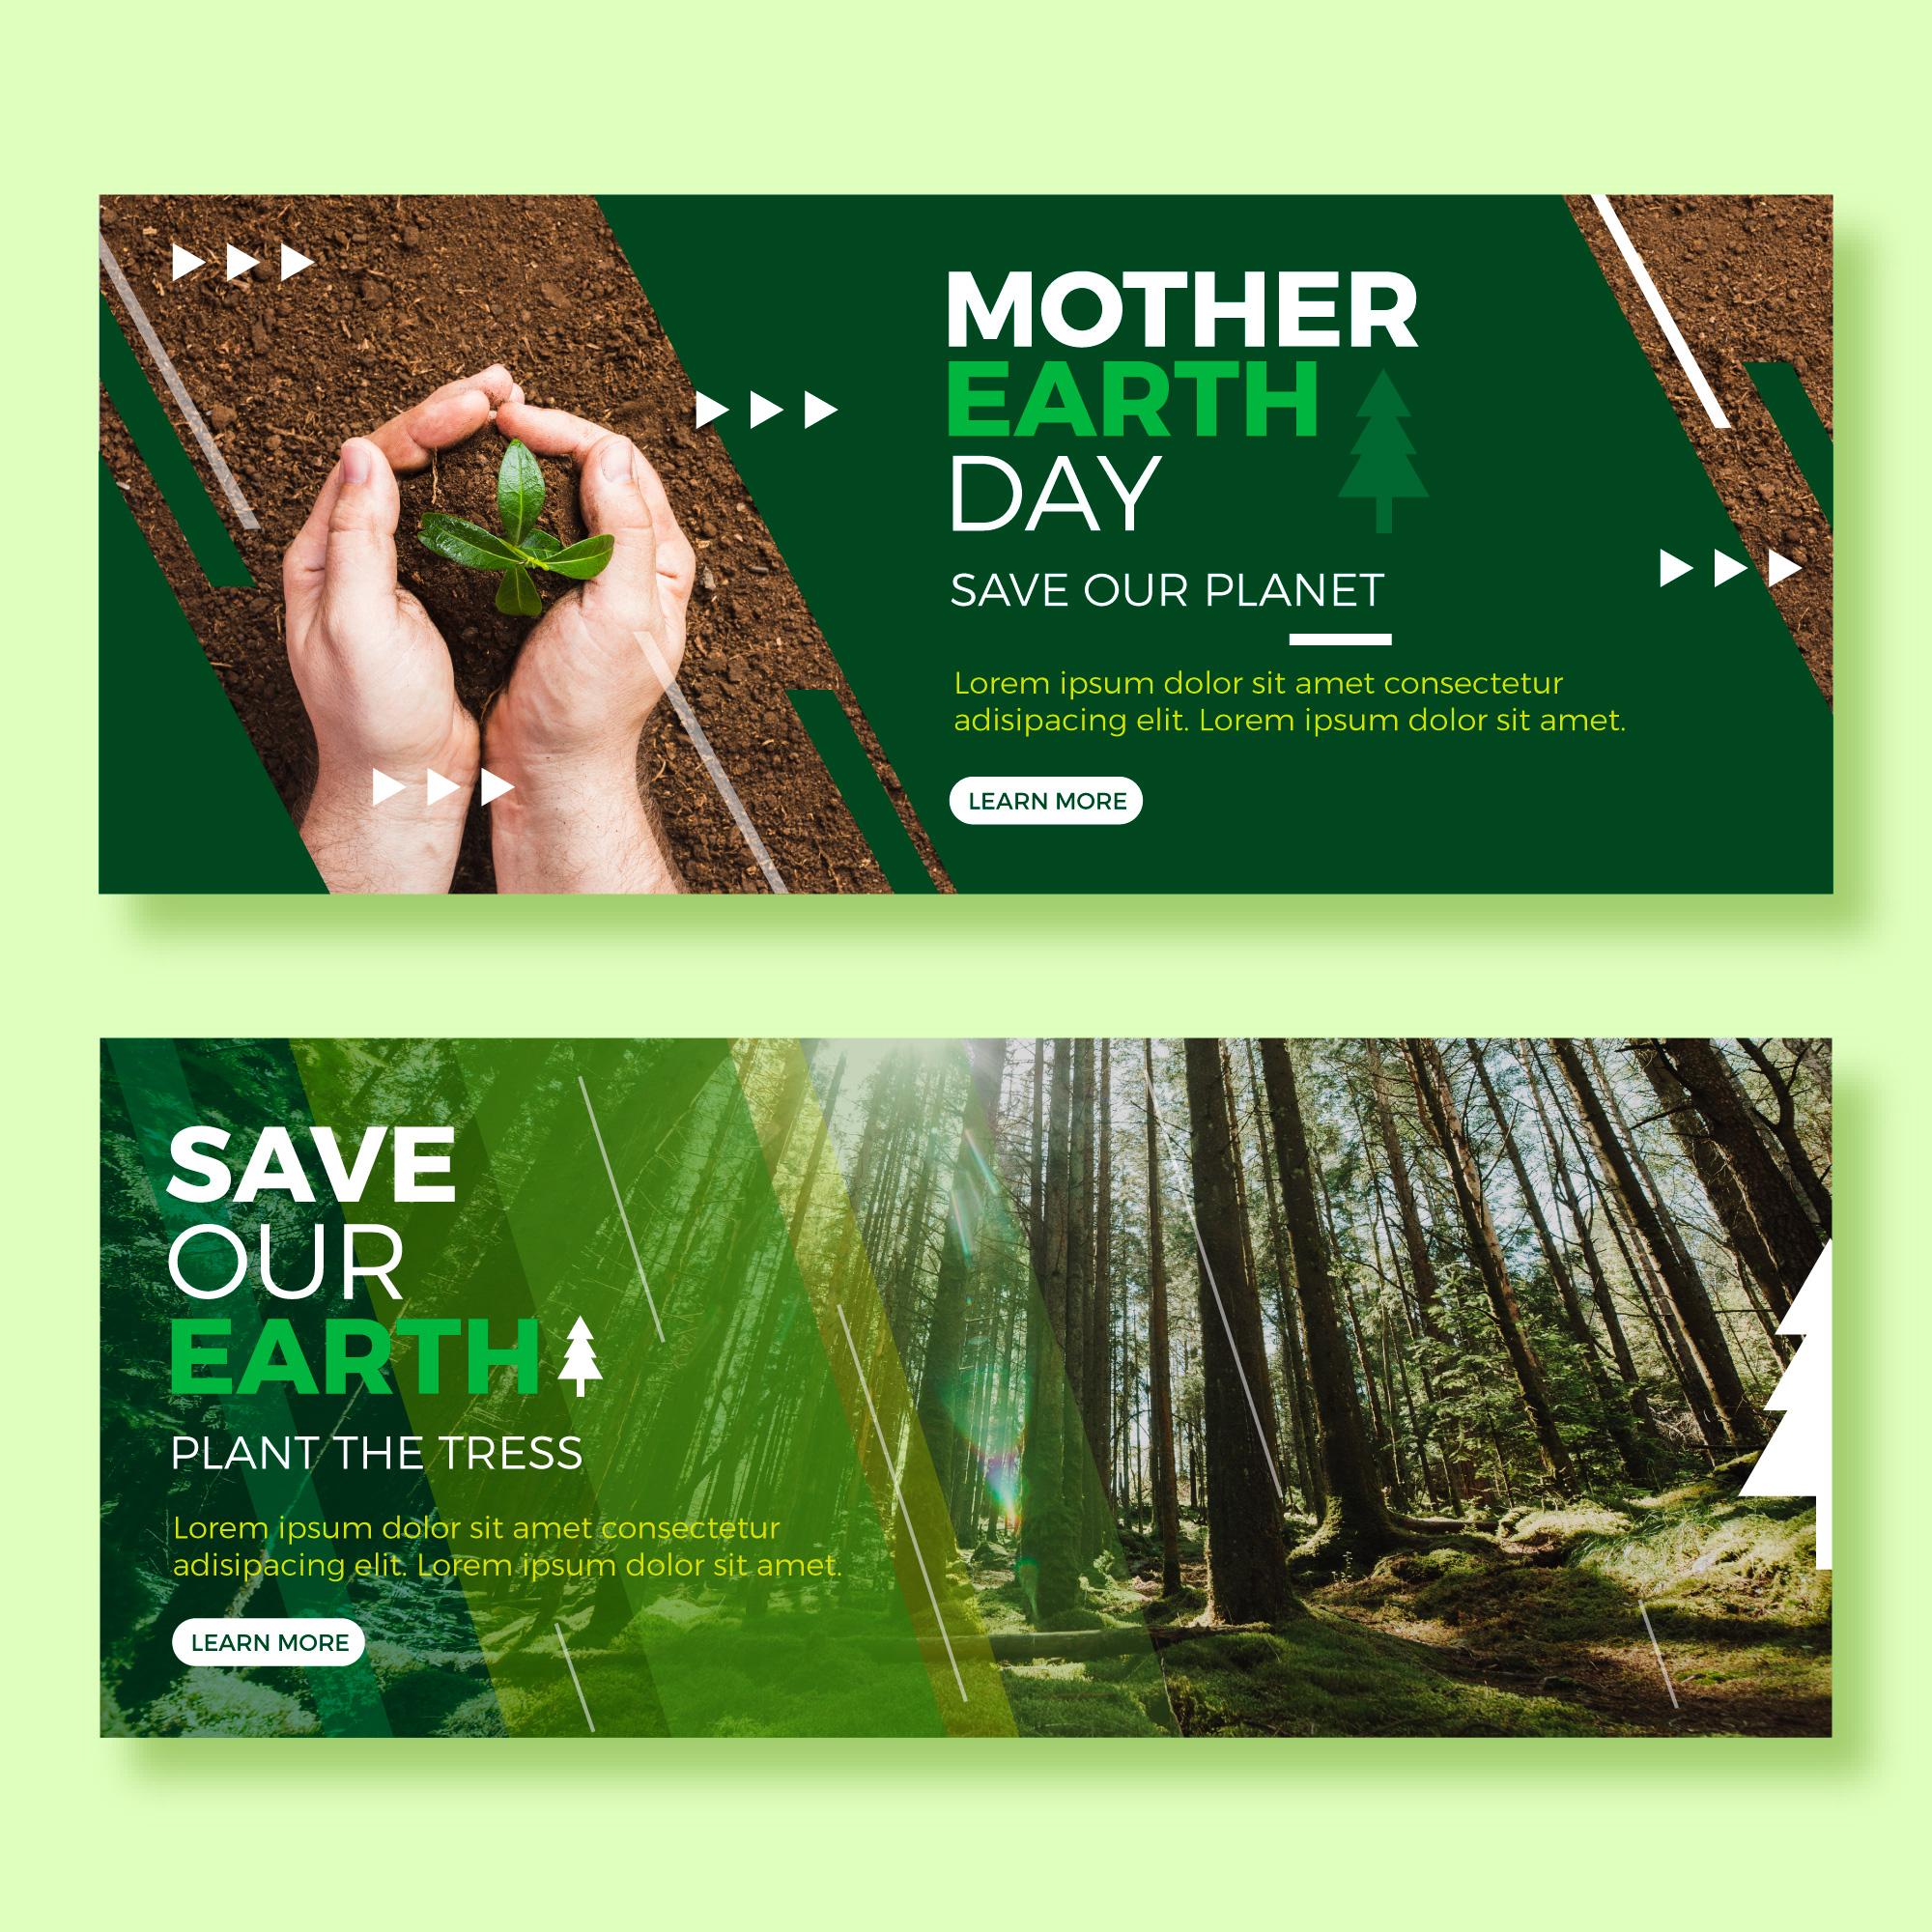 MOTHER
EARTH
DAY
SAVE OUR PLANET
Lorem ipsum dolor sit amet consectetur
adisipacing elit. Lorem ipsum dolor sit amet.
LEARN MORE
SAVE
OUR
EARTH
PLANT THE TRESS
Lorem ipsum dolor sit amet consectetur
adisipacing elit. Lorem ipsum dolor sit amet.
LEARN MORE